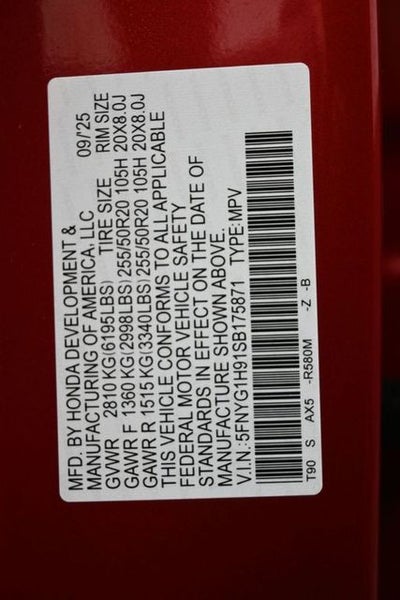 MFD. BY HONDA DEVELOPMENT &
MANUFACTURING OF AMERICA, LLC 09/'25
GVWR 2810 KG(6195LBS) TIRE SIZE RIM SIZE
GAWR F 1360 KG(2998LBS) 255/50R20 105H 20X8.0J
GAWR R 1515 KG(3340LBS) 255/50R20 105H 20X8.0J
THIS VEHICLE CONFORMS TO ALL APPLICABLE
FEDERAL MOTOR VEHICLE SAFETY
STANDARDS IN EFFECT ON THE DATE OF
MANUFACTURE SHOWN ABOVE.
V.I.N.:5FNYG1H91SB175871 TYPE:MPV
T90 S AX5 -R580M -Z -B